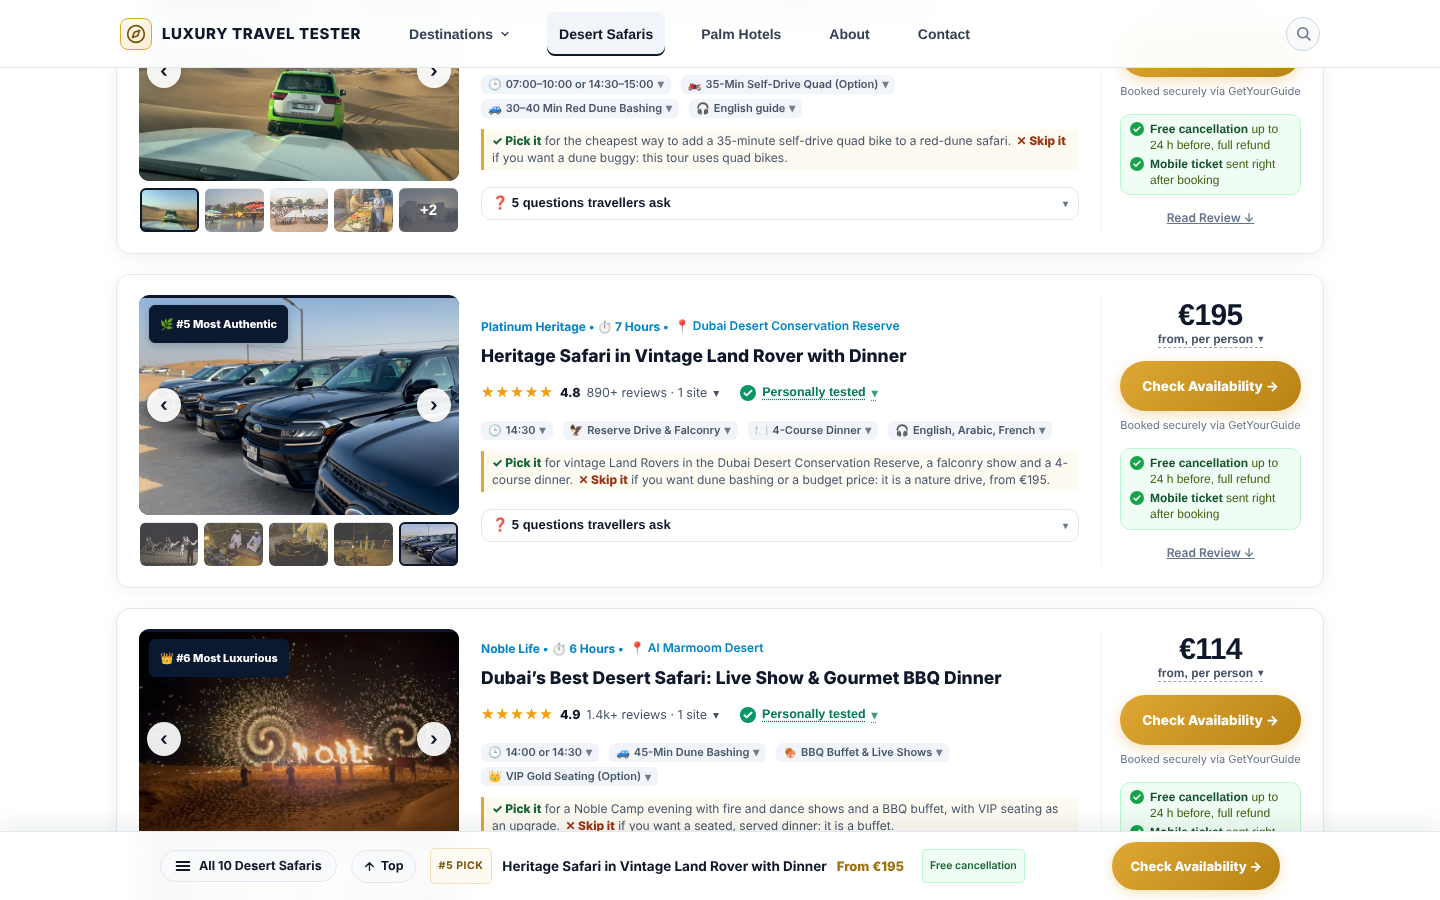 LUXURY TRAVEL TESTER
Destinations
Desert Safaris
Palm Hotels
About
Contact
07:00–10:00 or 14:30–15:00 ▾
35-Min Self-Drive Quad (Option) ▾
30–40 Min Red Dune Bashing ▾
English guide ▾
✓ Pick it for the cheapest way to add a 35-minute self-drive quad bike to a red-dune safari. ✕ Skip it
if you want a dune buggy: this tour uses quad bikes.
❓ 5 questions travellers ask
+2
Booked securely via GetYourGuide
Free cancellation up to
24 h before, full refund
Mobile ticket sent right
after booking
Read Review ↓
#5 Most Authentic
Platinum Heritage • 7 Hours • Dubai Desert Conservation Reserve
Heritage Safari in Vintage Land Rover with Dinner
★★★★★ 4.8 890+ reviews · 1 site ▾
Personally tested ▾
14:30 ▾
Reserve Drive & Falconry ▾
4-Course Dinner ▾
English, Arabic, French ▾
✓ Pick it for vintage Land Rovers in the Dubai Desert Conservation Reserve, a falconry show and a 4-
course dinner. ✕ Skip it if you want dune bashing or a budget price: it is a nature drive, from €195.
❓ 5 questions travellers ask
€195
from, per person ▾
Check Availability →
Booked securely via GetYourGuide
Free cancellation up to
24 h before, full refund
Mobile ticket sent right
after booking
Read Review ↓
#6 Most Luxurious
NOBLE
Noble Life • 6 Hours • Al Marmoom Desert
Dubai’s Best Desert Safari: Live Show & Gourmet BBQ Dinner
★★★★★ 4.9 1.4k+ reviews · 1 site ▾
Personally tested ▾
14:00 or 14:30 ▾
45-Min Dune Bashing ▾
BBQ Buffet & Live Shows ▾
VIP Gold Seating (Option) ▾
✓ Pick it for a Noble Camp evening with fire and dance shows and a BBQ buffet, with VIP seating as
an upgrade. ✕ Skip it if you want a seated, served dinner: it is a buffet.
€114
from, per person ▾
Check Availability →
Booked securely via GetYourGuide
Free cancellation up to
24 h before, full refund
Mobile ticket sent right
All 10 Desert Safaris
↑ Top
#5 PICK
Heritage Safari in Vintage Land Rover with Dinner
From €195
Free cancellation
Check Availability →